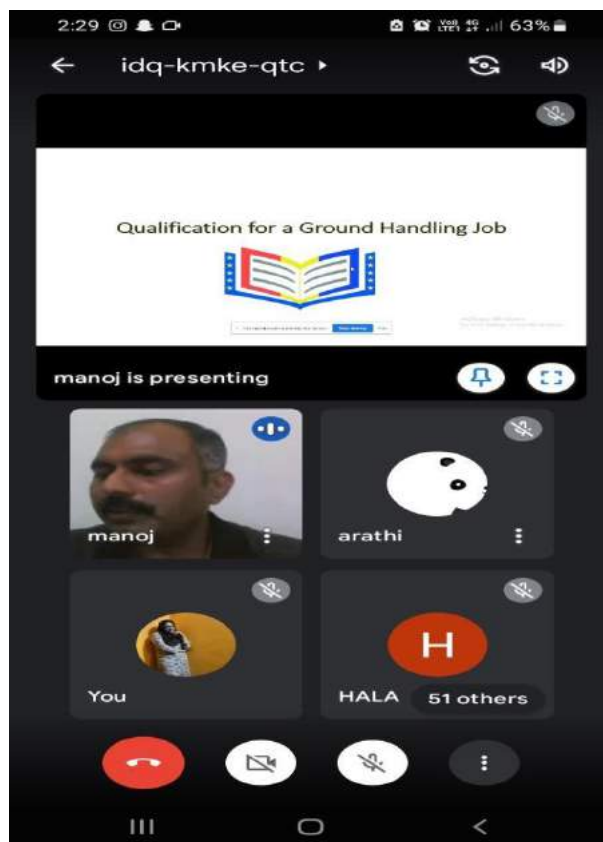 2:29 63%
idq-kmke-qtc
Qualification for a Ground Handling Job
manoj is presenting
manoj
arathi
You
H
HALA
51 others